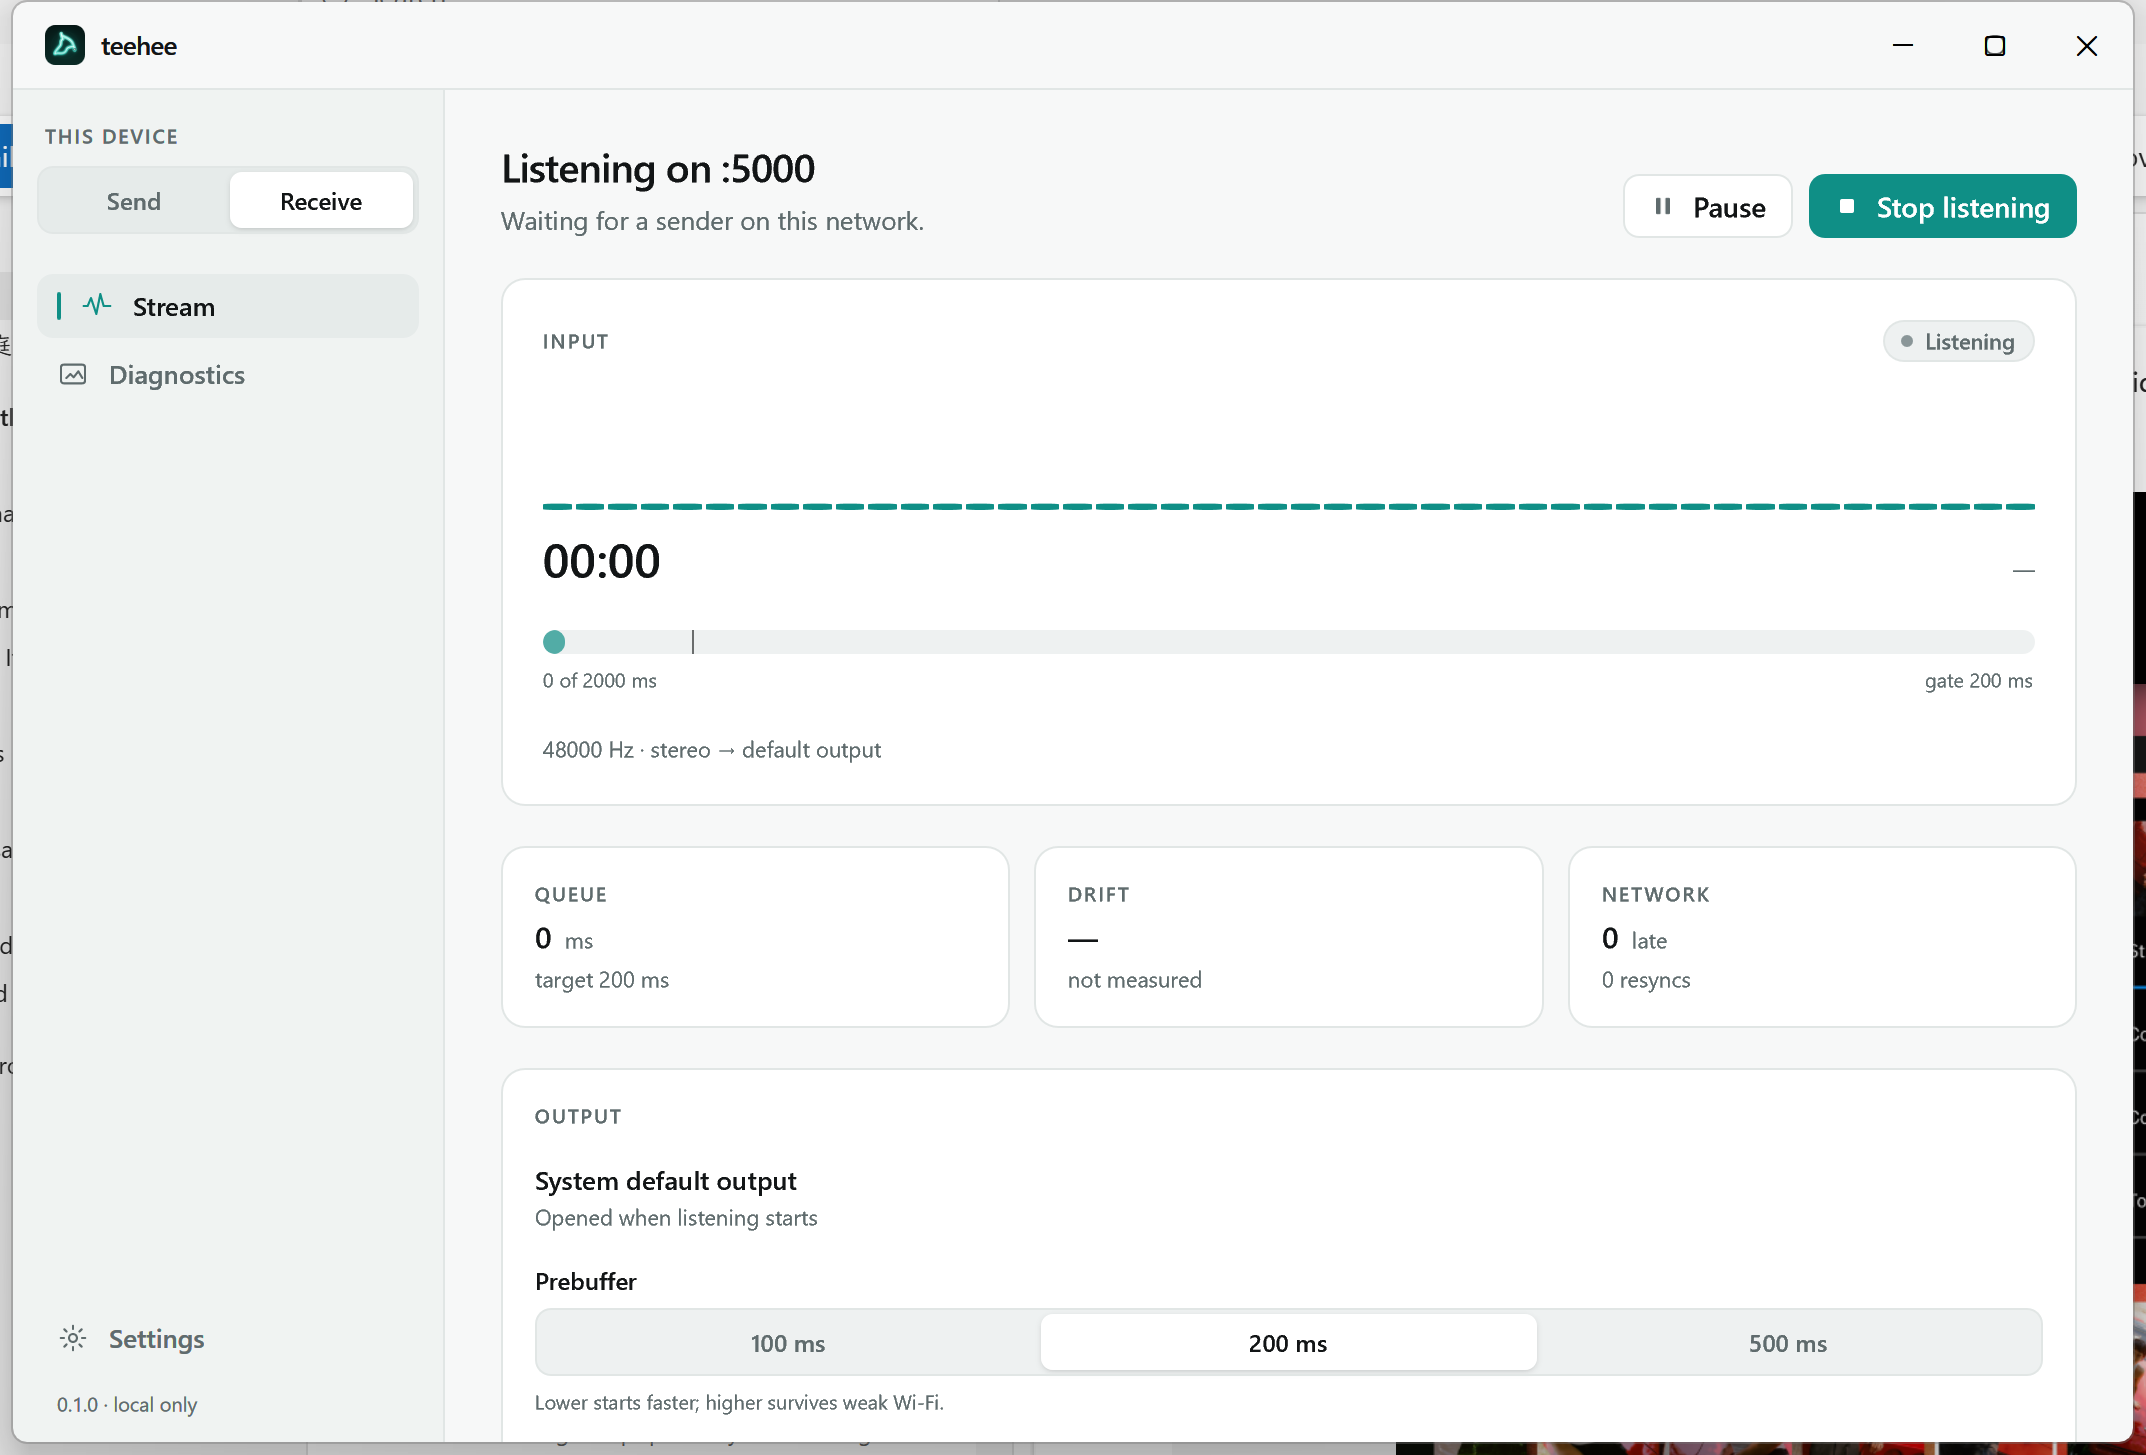 teehee
THIS DEVICE
Send
Receive
Stream
Diagnostics
Settings
0.1.0 · local only
Listening on :5000
Waiting for a sender on this network.
Pause
Stop listening
INPUT
Listening
00:00
—
0 of 2000 ms
gate 200 ms
48000 Hz · stereo → default output
QUEUE
0 ms
target 200 ms
DRIFT
—
not measured
NETWORK
0 late
0 resyncs
OUTPUT
System default output
Opened when listening starts
Prebuffer
100 ms
200 ms
500 ms
Lower starts faster; higher survives weak Wi-Fi.